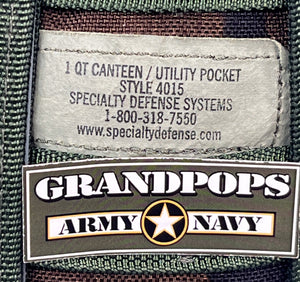 1 QT CANTEEN / UTILITY POCKET
STYLE 4015
SPECIALTY DEFENSE SYSTEMS
1-800-318-7550
www.specialtydefense.com
GRANDPOPS
ARMY NAVY